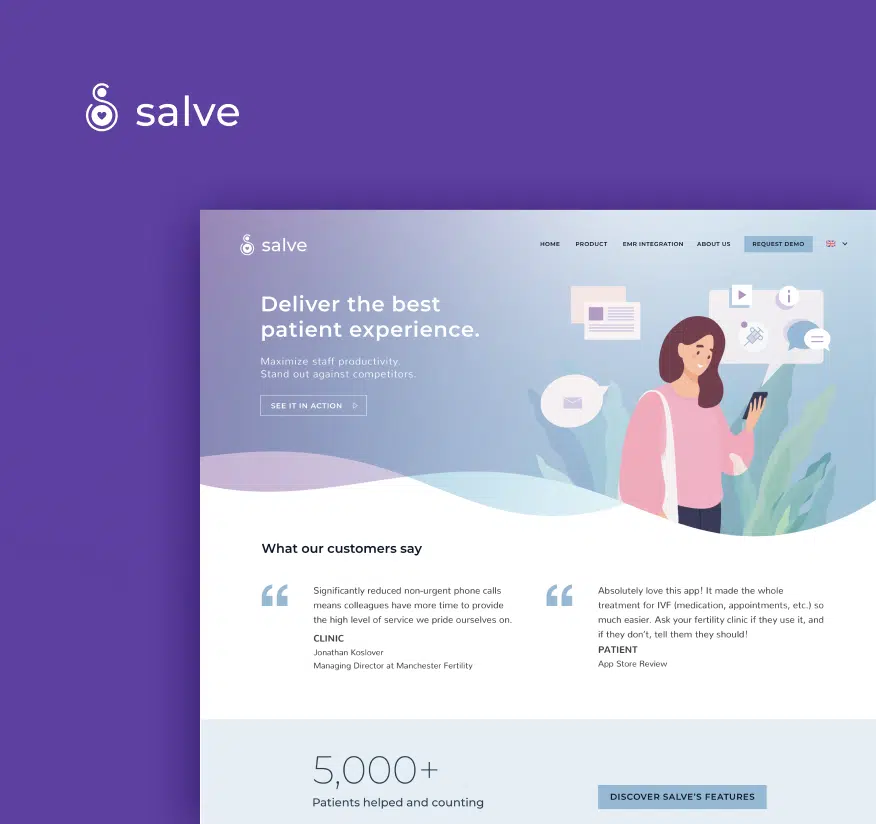 salve
salve
HOME PRODUCT EMR INTEGRATION ABOUT US REQUEST DEMO
Deliver the best
patient experience.
Maximize staff productivity.
Stand out against competitors.
SEE IT IN ACTION
What our customers say
Significantly reduced non-urgent phone calls
means colleagues have more time to provide
the high level of service we pride ourselves on.
CLINIC
Jonathan Koslover
Managing Director at Manchester Fertility
Absolutely love this app! It made the whole
treatment for IVF (medication, appointments, etc.) so
much easier. Ask your fertility clinic if they use it, and
if they don't, tell them they should!
PATIENT
App Store Review
5,000+
Patients helped and counting
DISCOVER SALVE'S FEATURES